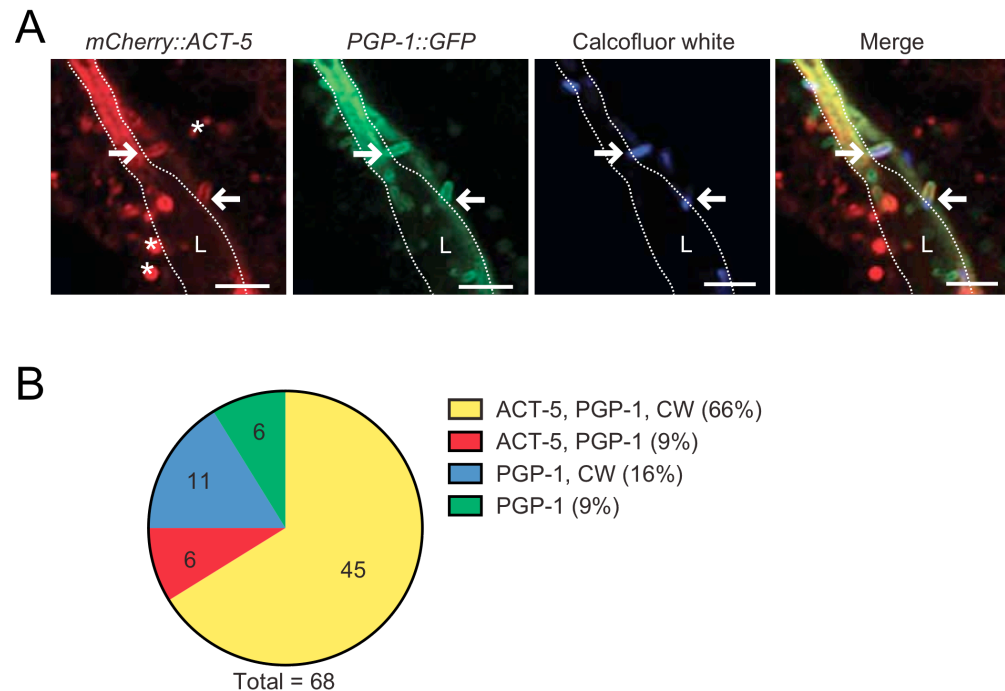 A
mCherry::ACT-5 PGP-1::GFP Calcofluor white Merge
* 
L L L L
*
*
B
6
11
6
45
ACT-5, PGP-1, CW (66%)
ACT-5, PGP-1 (9%)
PGP-1, CW (16%)
PGP-1 (9%)
Total = 68